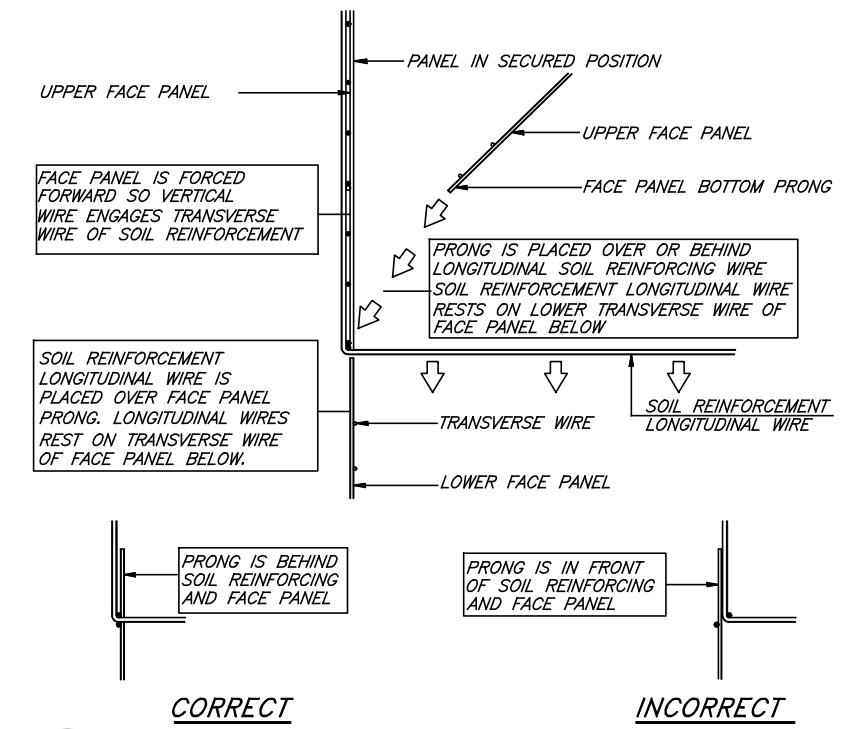 PANEL IN SECURED POSITION
UPPER FACE PANEL
UPPER FACE PANEL
FACE PANEL BOTTOM PRONG
FACE PANEL IS FORCED
FORWARD SO VERTICAL
WIRE ENGAGES TRANSVERSE
WIRE OF SOIL REINFORCEMENT
PRONG IS PLACED OVER OR BEHIND
LONGITUDINAL SOIL REINFORCING WIRE
SOIL REINFORCEMENT LONGITUDINAL WIRE
RESTS ON LOWER TRANSVERSE WIRE OF
FACE PANEL BELOW
SOIL REINFORCEMENT
LONGITUDINAL WIRE IS
PLACED OVER FACE PANEL
PRONG. LONGITUDINAL WIRES
REST ON TRANSVERSE WIRE
OF FACE PANEL BELOW.
SOIL REINFORCEMENT
LONGITUDINAL WIRE
TRANSVERSE WIRE
LOWER FACE PANEL
PRONG IS BEHIND
SOIL REINFORCING
AND FACE PANEL
PRONG IS IN FRONT
OF SOIL REINFORCING
AND FACE PANEL
CORRECT
INCORRECT